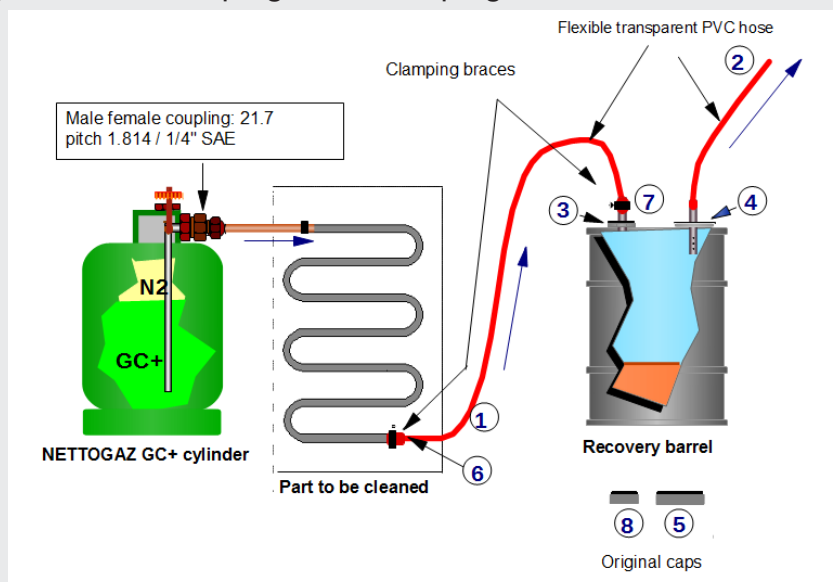 Flexible transparent PVC hose
2
Clamping braces
Male female coupling: 21.7
pitch 1.814 / 1/4" SAE
3
7
4
N2
GC+
1
NETTOGAZ GC+ cylinder
Part to be cleaned
6
Recovery barrel
8
5
Original caps